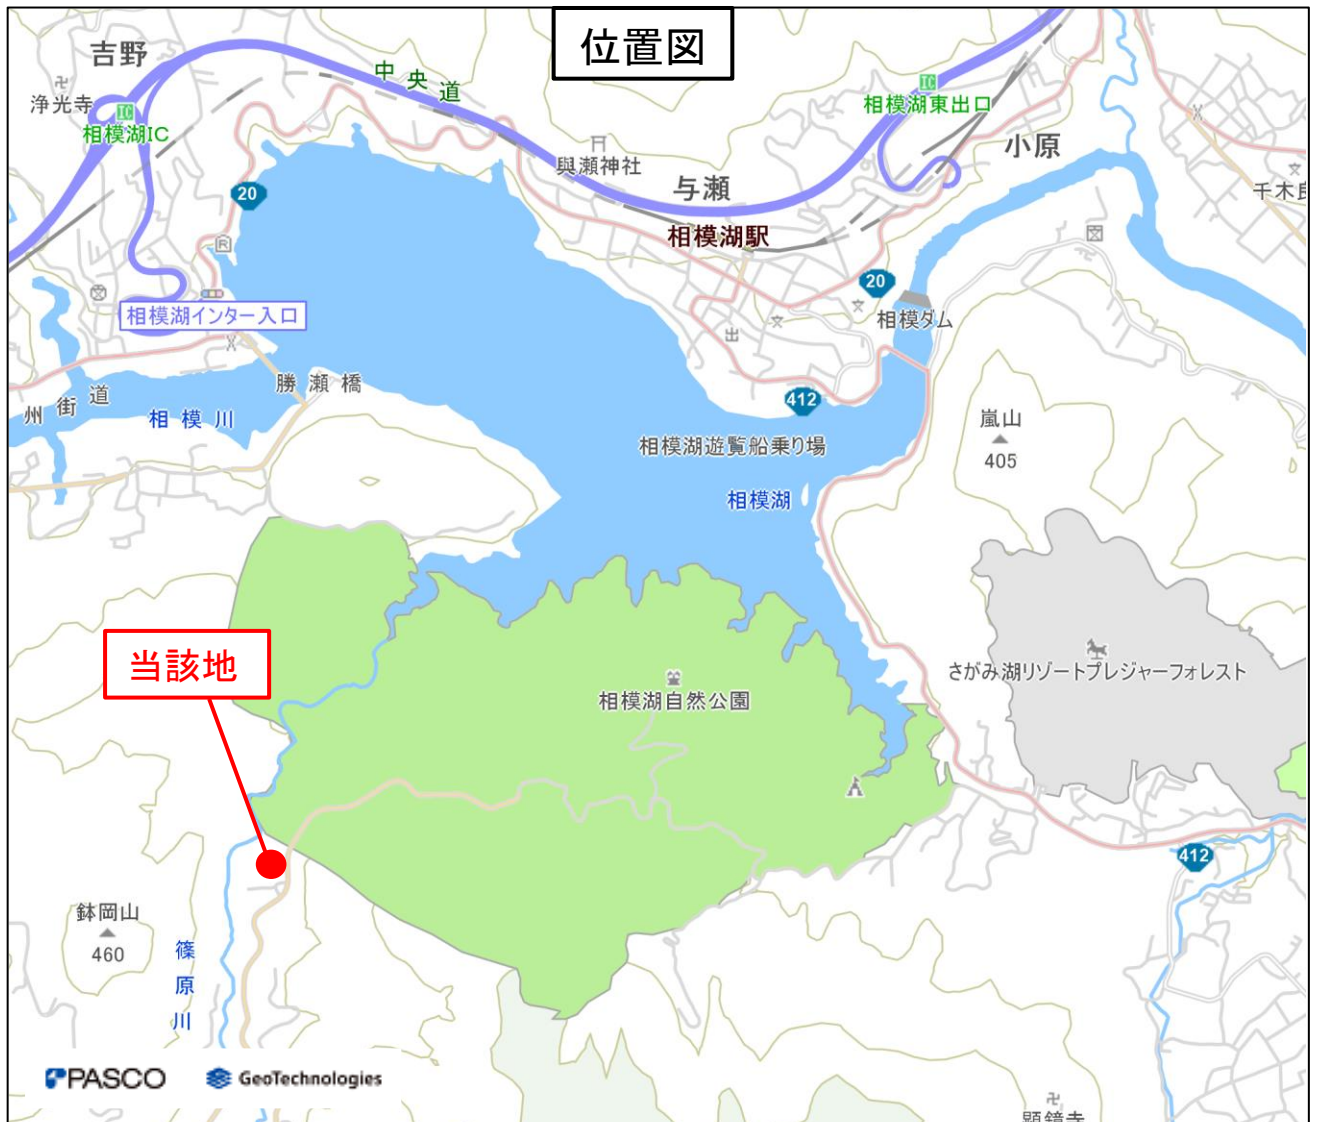 位置図
吉野
浄光寺
IC
相模湖IC
中央道
IC
相模湖東出口
小原
與瀬神社
与瀬
千木良
20
相模湖駅
R
20
相模湖インター入口
相模ダム
勝瀬橋
州街道
相模川
412
嵐山
405
相模湖遊覧船乗り場
相模湖
当該地
さがみ湖リゾートプレジャーフォレスト
相模湖自然公園
412
鉢岡山
460
篠原川
PASCO
GeoTechnologies
顕鏡寺